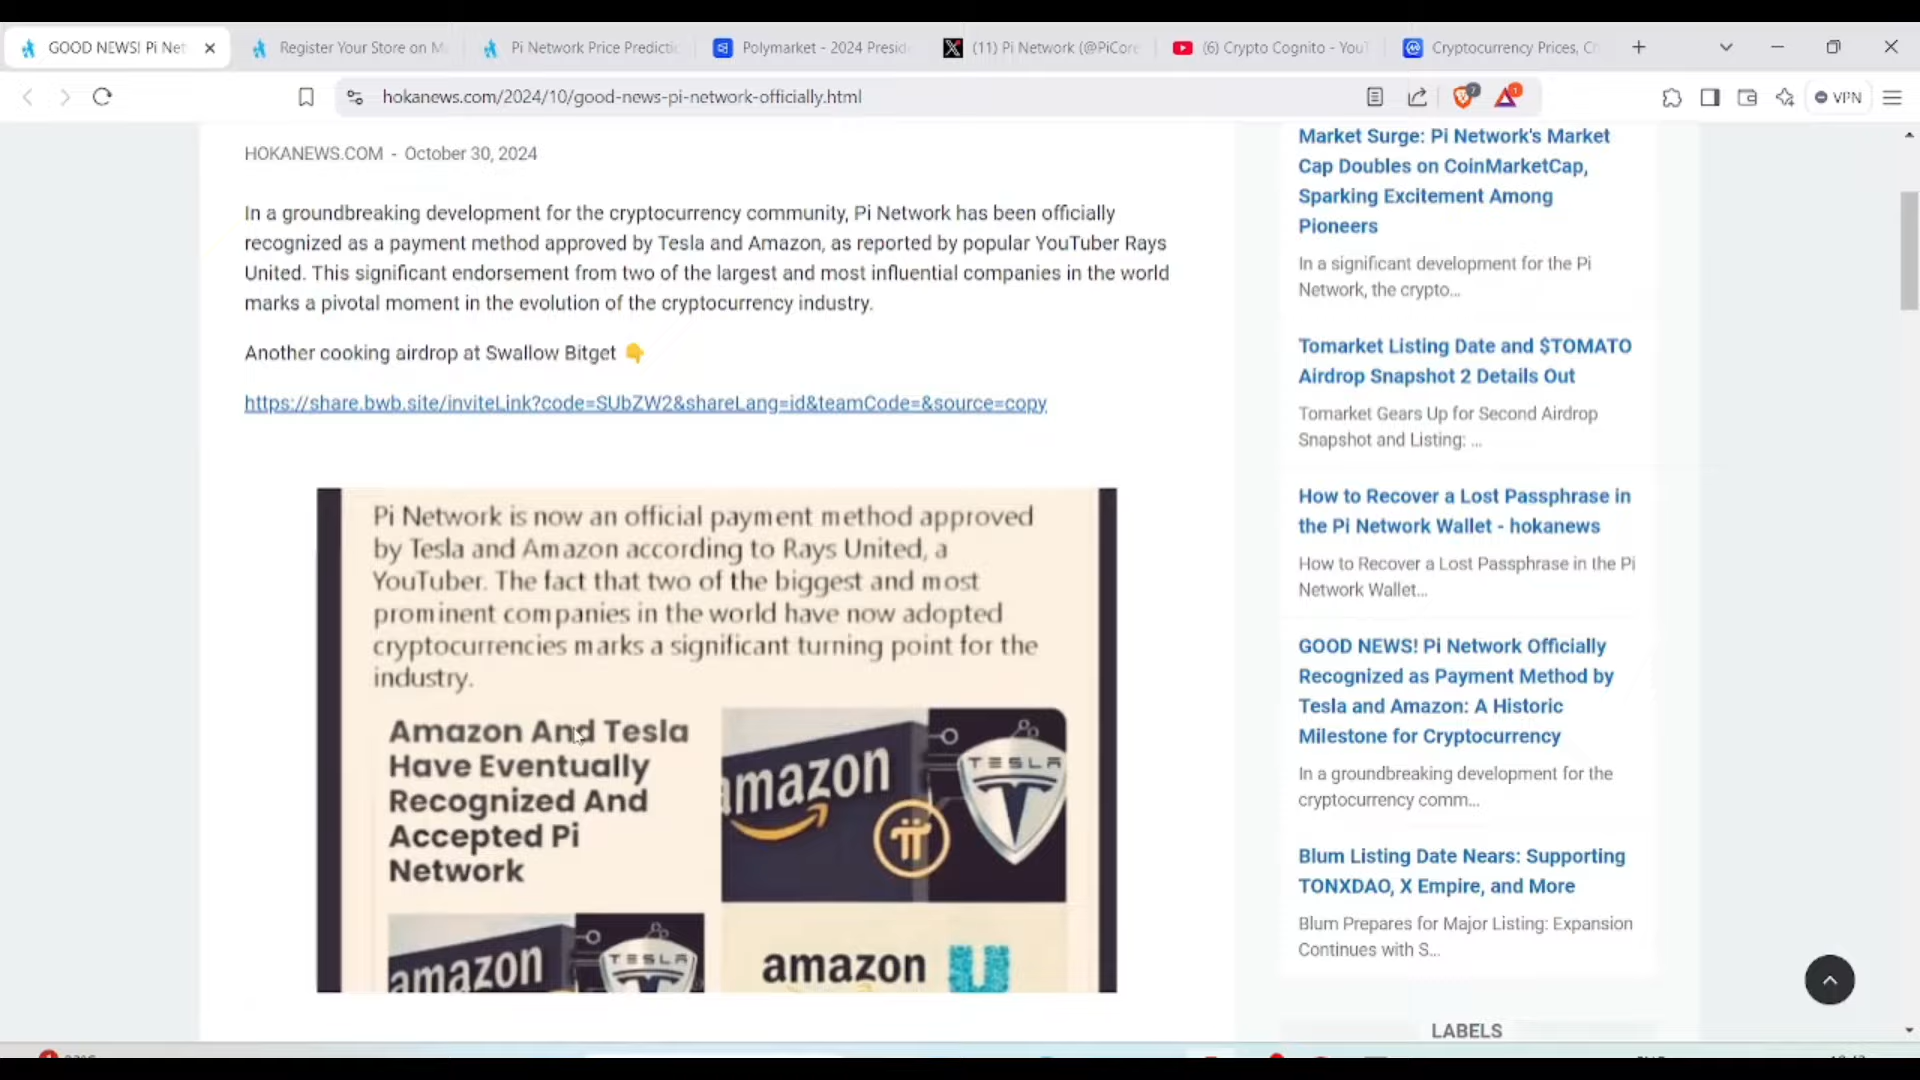 GOOD NEWS! Pi Net
Register Your Store on M
Pi Network Price Predicti
Polymarket - 2024 Presid
(11) Pi Network (@PiCore
(6) Crypto Cognito - YouT
Cryptocurrency Prices, C
hokanews.com/2024/10/good-news-pi-network-officially.html
7
1
VPN
HOKANEWS.COM - October 30, 2024
In a groundbreaking development for the cryptocurrency community, Pi Network has been officially
recognized as a payment method approved by Tesla and Amazon, as reported by popular YouTuber Rays
United. This significant endorsement from two of the largest and most influential companies in the world
marks a pivotal moment in the evolution of the cryptocurrency industry.
Another cooking airdrop at Swallow Bitget 👇
https://share.bwb.site/inviteLink?code=SUbZW2&shareLang=id&teamCode=&source=copy
Pi Network is now an official payment method approved
by Tesla and Amazon according to Rays United, a
YouTuber. The fact that two of the biggest and most
prominent companies in the world have now adopted
cryptocurrencies marks a significant turning point for the
industry.
Amazon And Tesla
Have Eventually
Recognized And
Accepted Pi
Network
amazon
TESLA
amazon
TESLA
amazon
Market Surge: Pi Network's Market
Cap Doubles on CoinMarketCap,
Sparking Excitement Among
Pioneers
In a significant development for the Pi
Network, the crypto...
Tomarket Listing Date and $TOMATO
Airdrop Snapshot 2 Details Out
Tomarket Gears Up for Second Airdrop
Snapshot and Listing: ...
How to Recover a Lost Passphrase in
the Pi Network Wallet - hokanews
How to Recover a Lost Passphrase in the Pi
Network Wallet...
GOOD NEWS! Pi Network Officially
Recognized as Payment Method by
Tesla and Amazon: A Historic
Milestone for Cryptocurrency
In a groundbreaking development for the
cryptocurrency comm...
Blum Listing Date Nears: Supporting
TONXDAO, X Empire, and More
Blum Prepares for Major Listing: Expansion
Continues with S...
LABELS